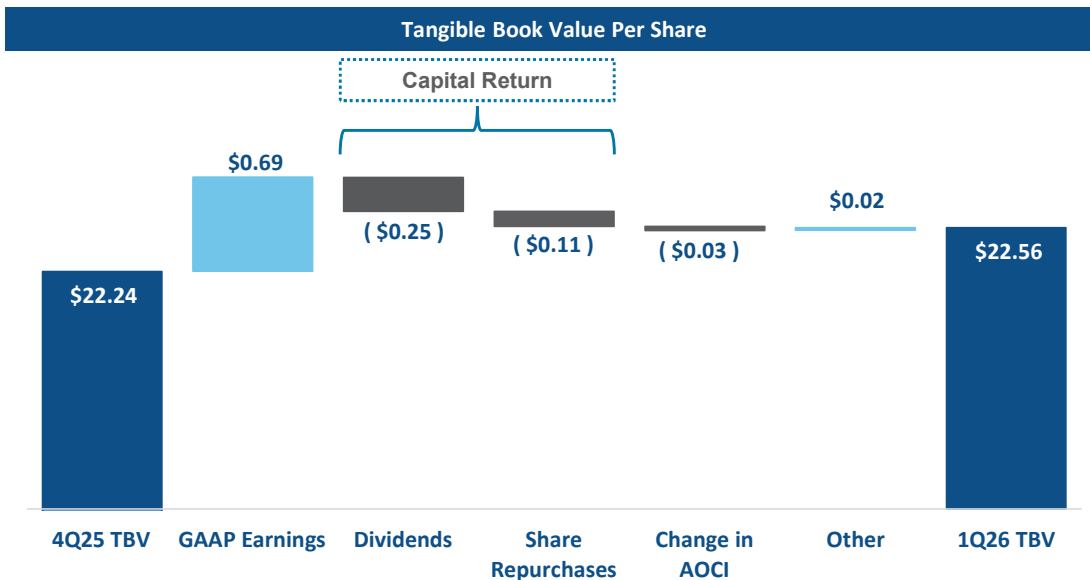 Tangible Book Value Per Share
Capital Return
$0.69
( $0.25 )
( $0.11 )
( $0.03 )
$0.02
$22.24
$22.56
4Q25 TBV
GAAP Earnings
Dividends
Share
Repurchases
Change in
AOCI
Other
1Q26 TBV